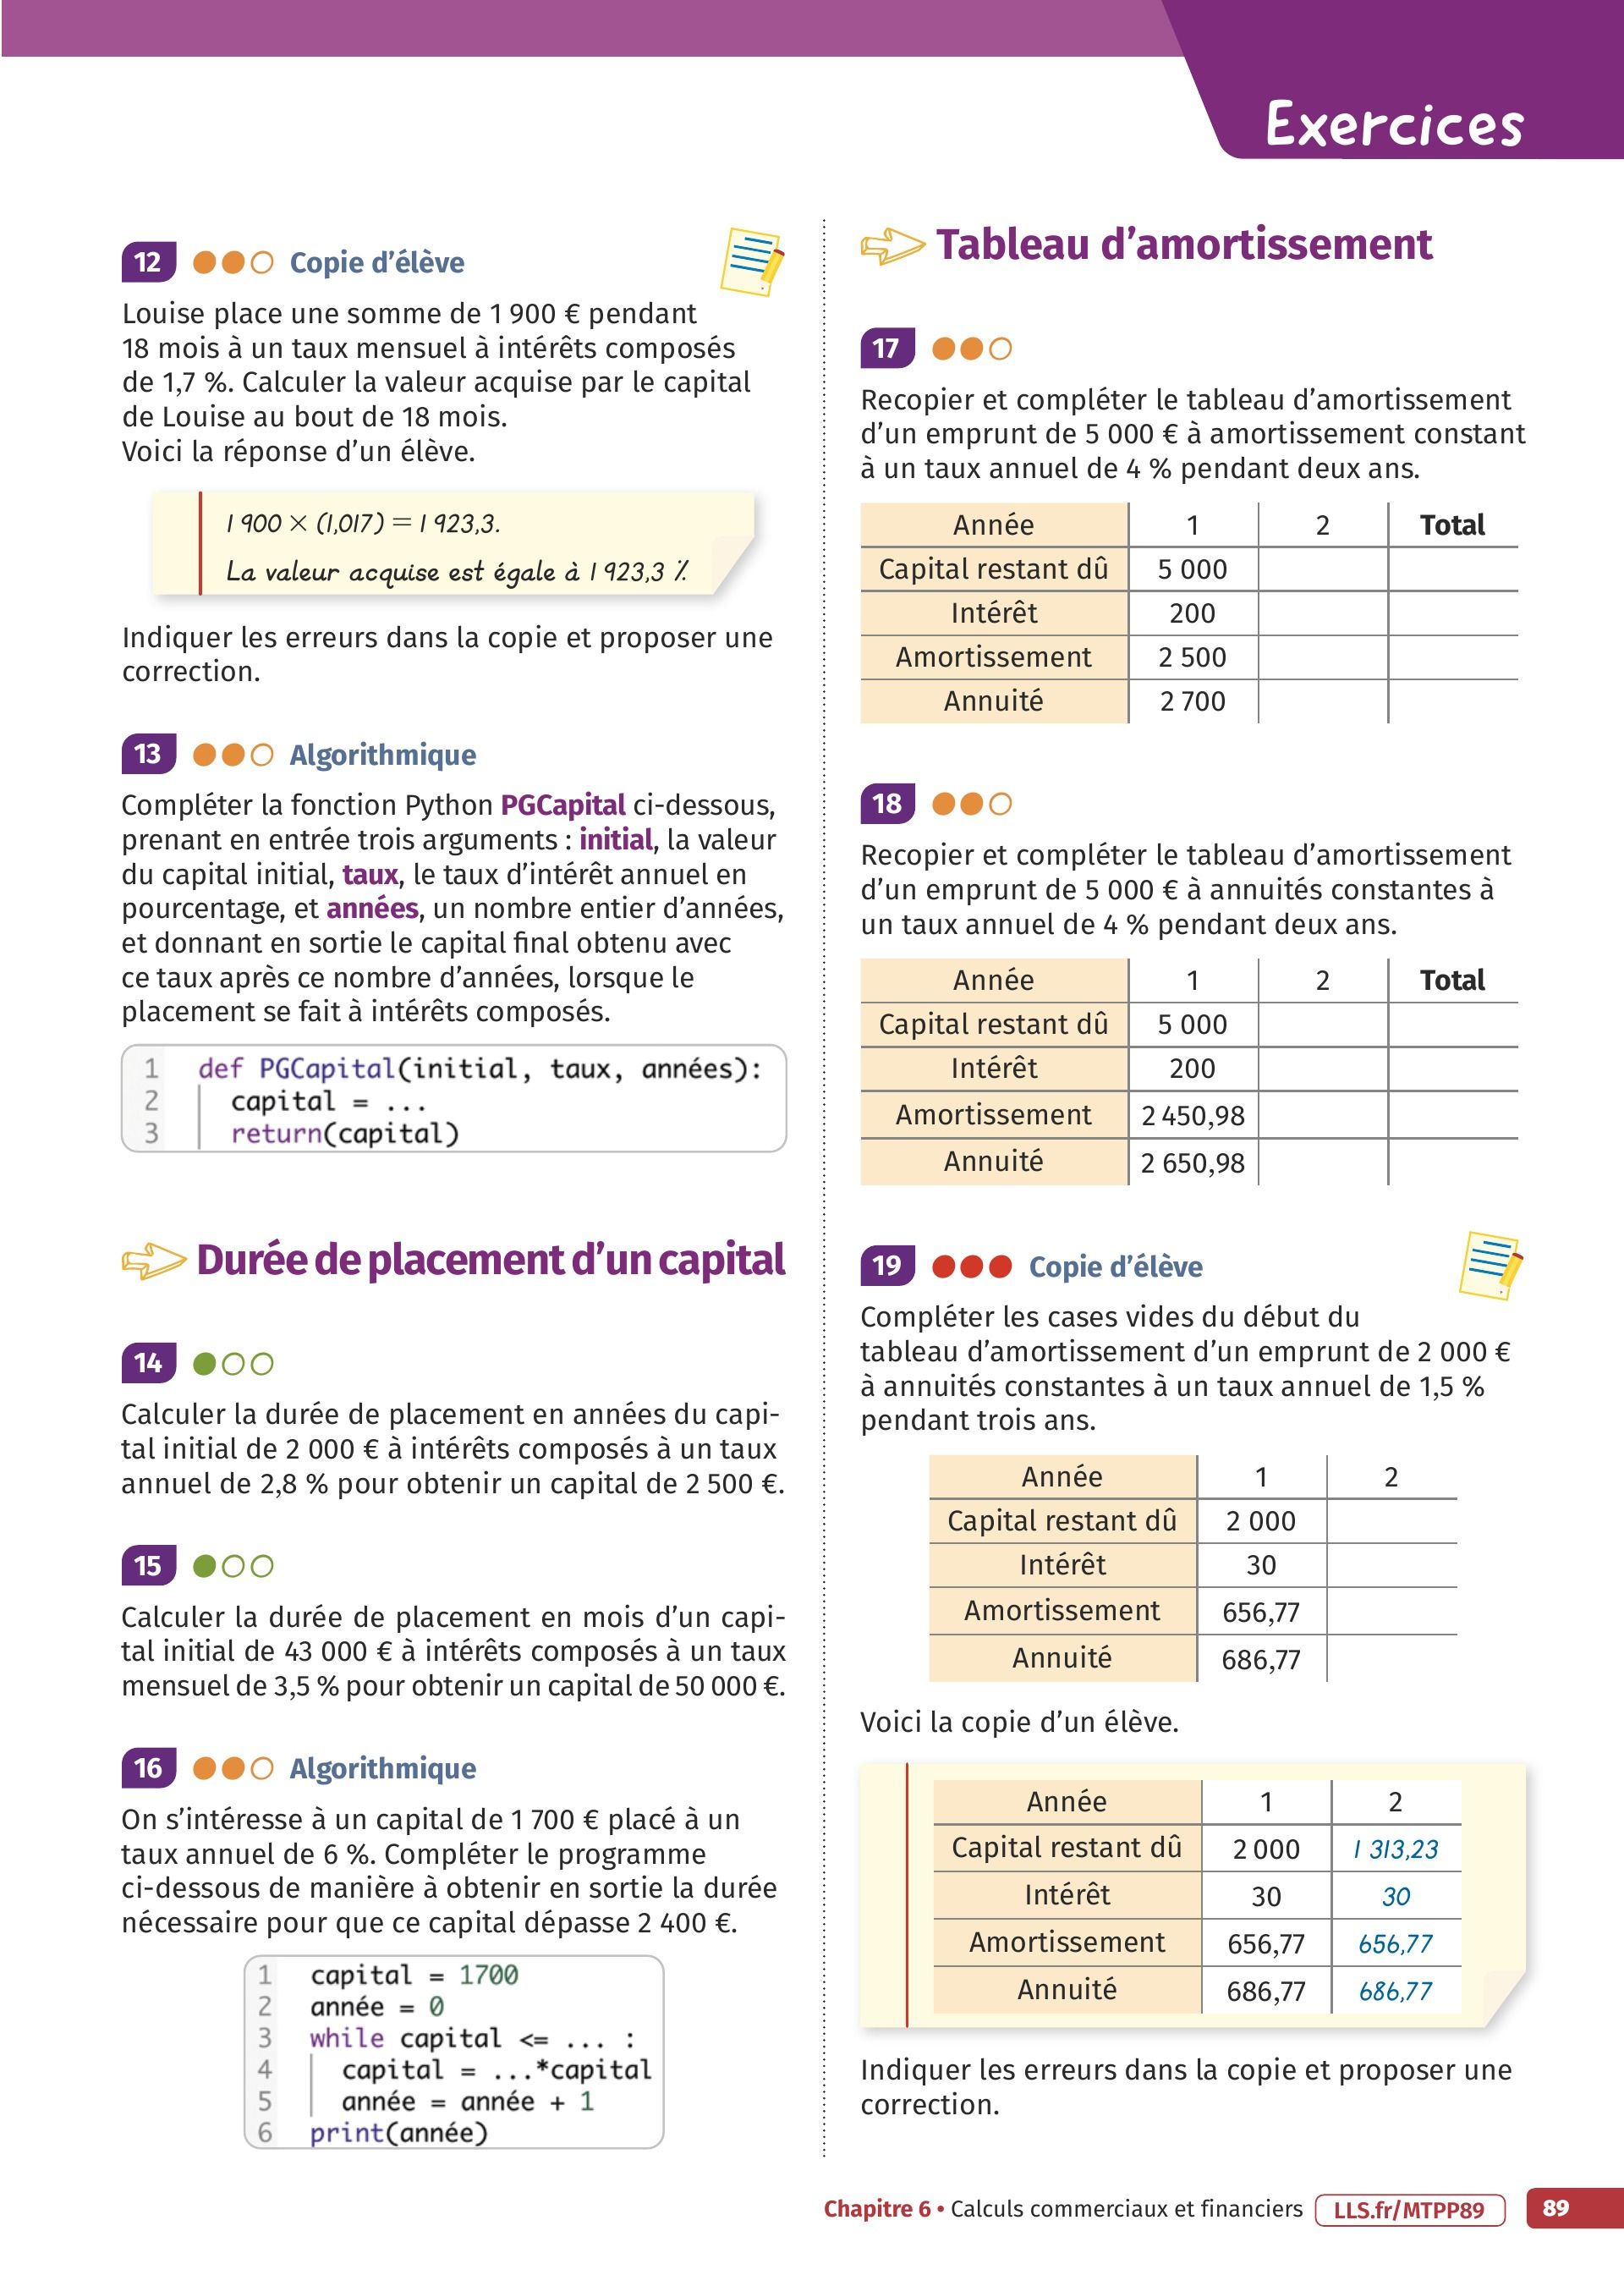 Exercices
12 Copie d'élève
Louise place une somme de 1 900 € pendant
18 mois à un taux mensuel à intérêts composés
de 1,7 %. Calculer la valeur acquise par le capital
de Louise au bout de 18 mois.
Voici la réponse d'un élève.
1 900 × (1,017) = 1 923,3.
La valeur acquise est égale à 1 923,3 %
Indiquer les erreurs dans la copie et proposer une
correction.
13 Algorithmique
Compléter la fonction Python PGCapital ci-dessous,
prenant en entrée trois arguments : initial, la valeur
du capital initial, taux, le taux d'intérêt annuel en
pourcentage, et années, un nombre entier d'années,
et donnant en sortie le capital final obtenu avec
ce taux après ce nombre d'années, lorsque le
placement se fait à intérêts composés.
1 def PGCapital(initial, taux, années):
2 capital = ...
3 return(capital)
Durée de placement d'un capital
14
Calculer la durée de placement en années du capi-
tal initial de 2 000 € à intérêts composés à un taux
annuel de 2,8 % pour obtenir un capital de 2 500 €.
15
Calculer la durée de placement en mois d'un capi-
tal initial de 43 000 € à intérêts composés à un taux
mensuel de 3,5 % pour obtenir un capital de 50 000 €.
16 Algorithmique
On s'intéresse à un capital de 1 700 € placé à un
taux annuel de 6 %. Compléter le programme
ci-dessous de manière à obtenir en sortie la durée
nécessaire pour que ce capital dépasse 2 400 €.
1 capital = 1700
2 année = 0
3 while capital <= ... :
4 capital = ...*capital
5 année = année + 1
6 print(année)
Tableau d'amortissement
17
Recopier et compléter le tableau d'amortissement
d'un emprunt de 5 000 € à amortissement constant
à un taux annuel de 4 % pendant deux ans.
Année 1 2 Total
Capital restant dû 5 000
Intérêt 200
Amortissement 2 500
Annuité 2 700
18
Recopier et compléter le tableau d'amortissement
d'un emprunt de 5 000 € à annuités constantes à
un taux annuel de 4 % pendant deux ans.
Année 1 2 Total
Capital restant dû 5 000
Intérêt 200
Amortissement 2 450,98
Annuité 2 650,98
19 Copie d'élève
Compléter les cases vides du début du
tableau d'amortissement d'un emprunt de 2 000 €
à annuités constantes à un taux annuel de 1,5 %
pendant trois ans.
Année 1 2
Capital restant dû 2 000
Intérêt 30
Amortissement 656,77
Annuité 686,77
Voici la copie d'un élève.
Année 1 2
Capital restant dû 2 000 1 313,23
Intérêt 30 30
Amortissement 656,77 656,77
Annuité 686,77 686,77
Indiquer les erreurs dans la copie et proposer une
correction.
Chapitre 6 • Calculs commerciaux et financiers LLS.fr/MTPP89 89